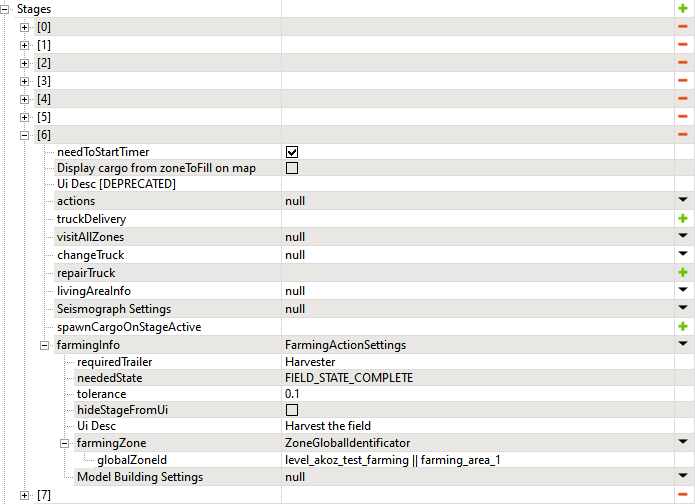 Stages
[0]
[1]
[2]
[3]
[4]
[5]
[6]
needToStartTimer
Display cargo from zoneToFill on map
Ui Desc [DEPRECATED]
actions null
truckDelivery
visitAllZones null
changeTruck null
repairTruck
livingAreaInfo null
Seismograph Settings null
spawnCargoOnStageActive
farmingInfo FarmingActionSettings
requiredTrailer Harvester
neededState FIELD_STATE_COMPLETE
tolerance 0.1
hideStageFromUi
Ui Desc Harvest the field
farmingZone ZoneGlobalIdentificator
globalZoneId level_akoz_test_farming || farming_area_1
Model Building Settings null
[7]